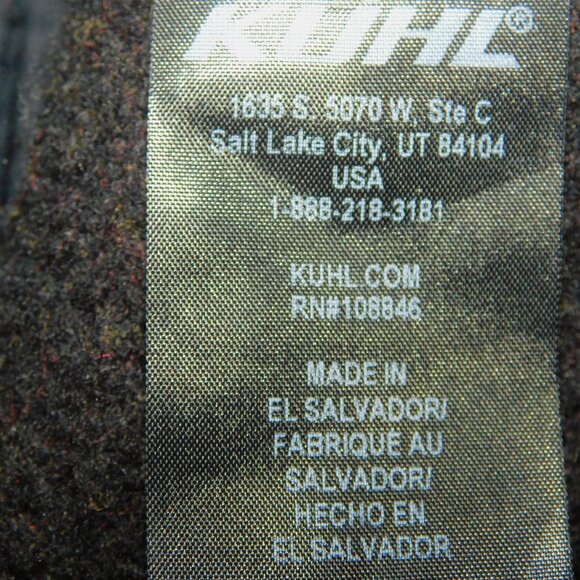 KUHL®
1635 S. 5070 W, Ste C
Salt Lake City, UT 84104
USA
1-888-218-3181
KUHL.COM
RN#108846
MADE IN
EL SALVADOR/
FABRIQUE AU
SALVADOR/
HECHO EN
EL SALVADOR